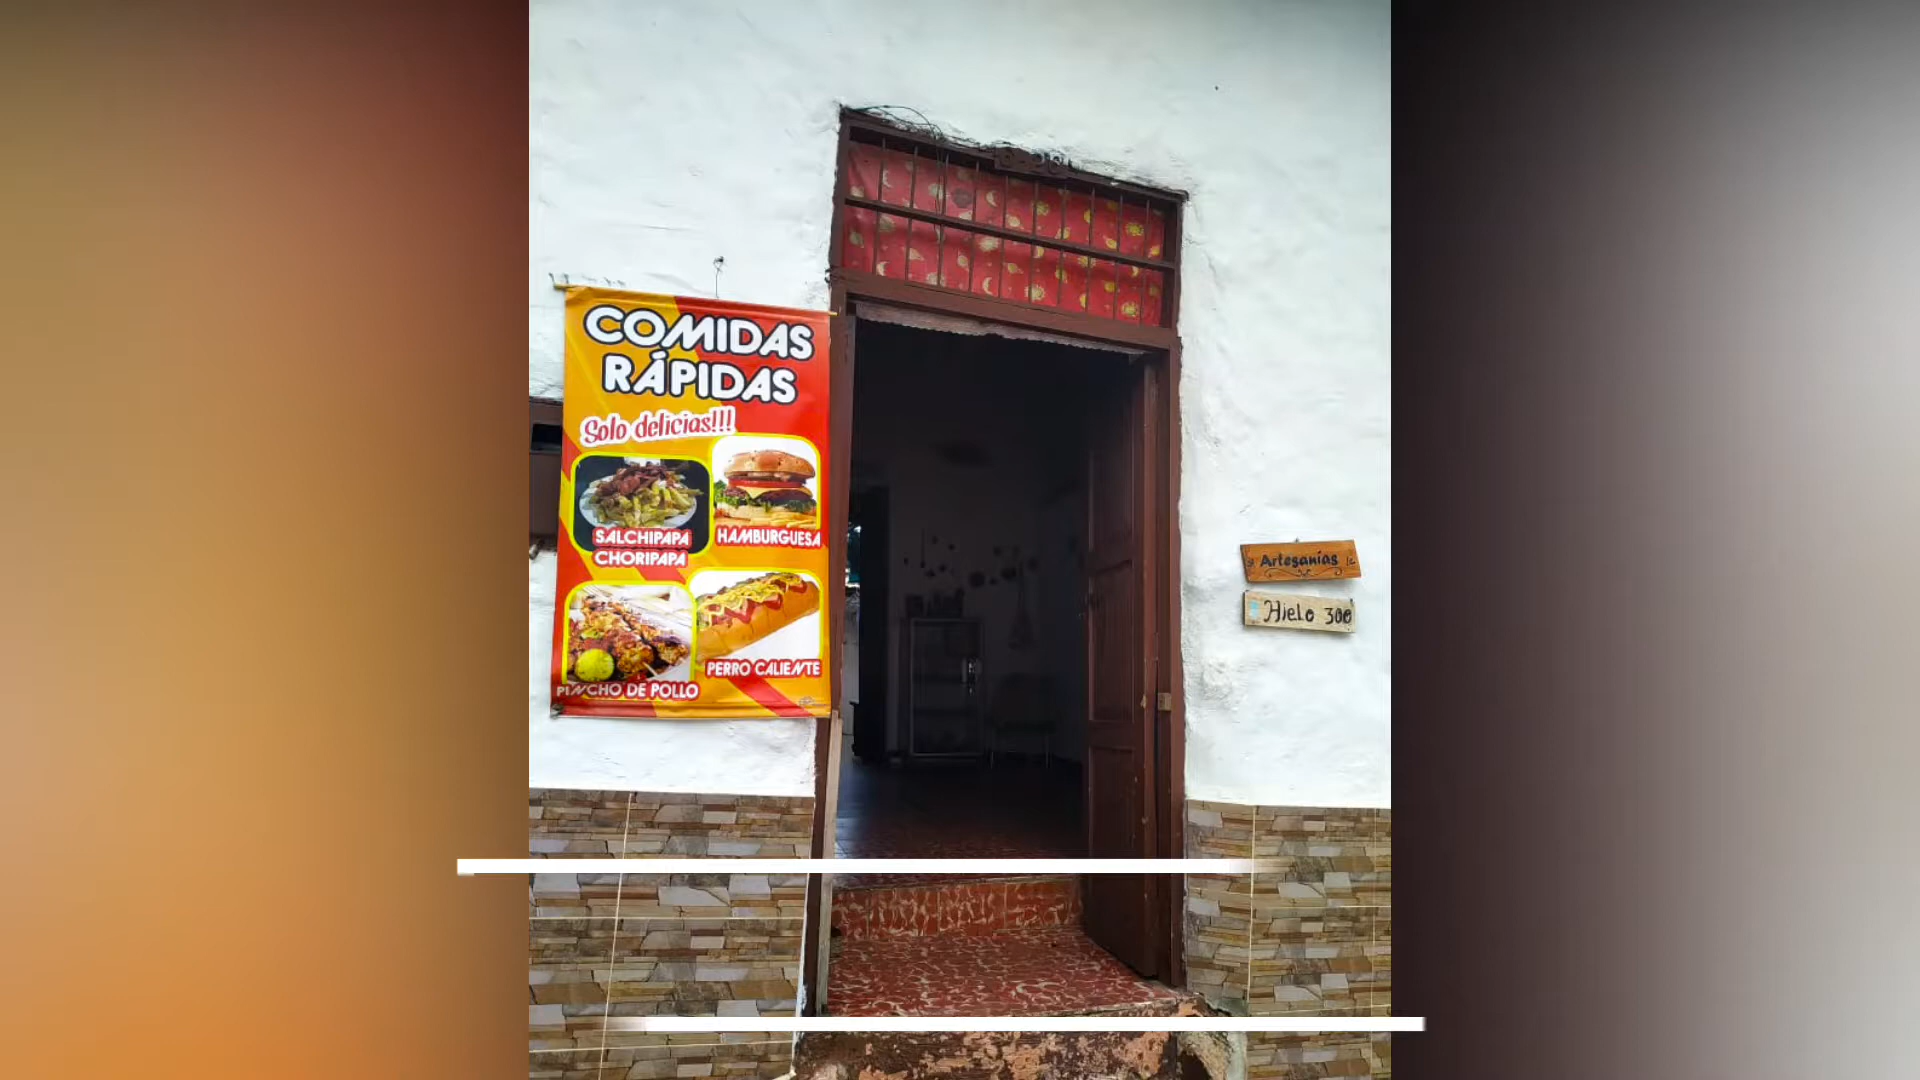 COMIDAS
RÁPIDAS
Solo delicias!!!
SALCHIPAPA
CHORIPAPA
HAMBURGUESA
PINCHO DE POLLO
PERRO CALIENTE
Artesanías
Hielo 300